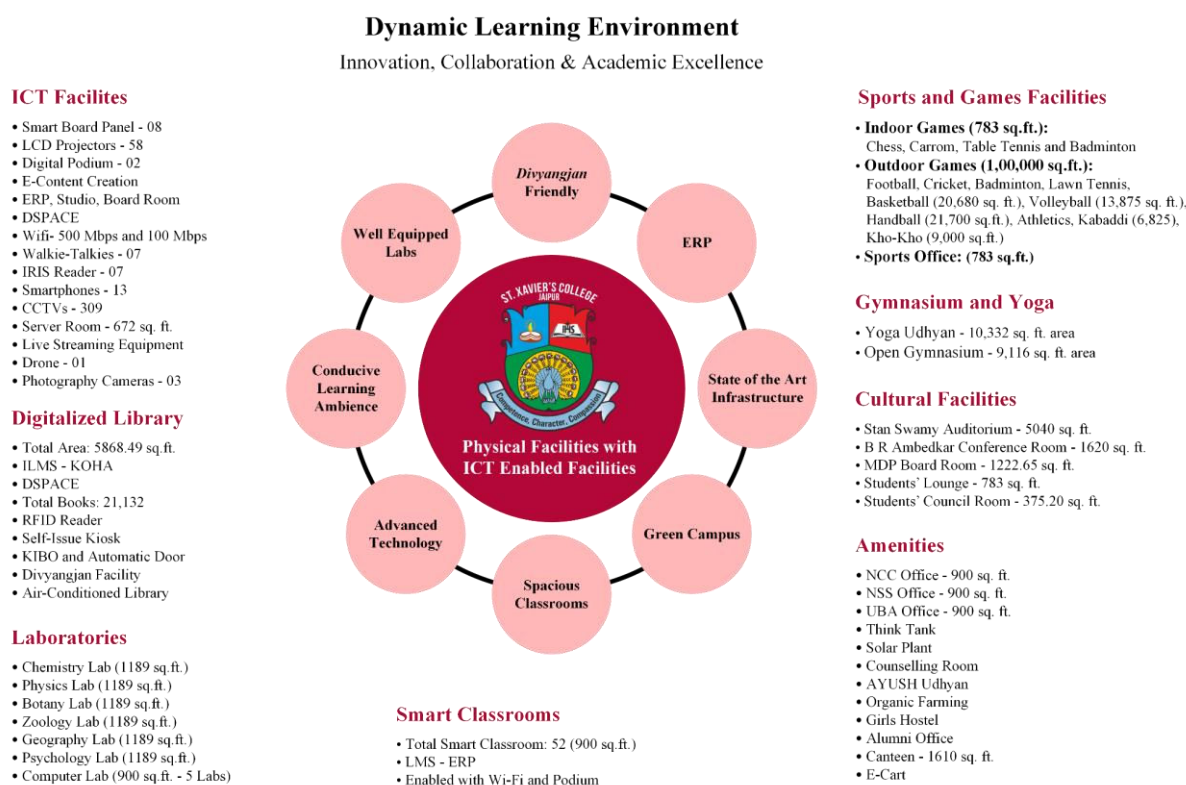 Dynamic Learning Environment
Innovation, Collaboration & Academic Excellence
ICT Facilites
• Smart Board Panel - 08
• LCD Projectors - 58
• Digital Podium - 02
• E-Content Creation
• ERP, Studio, Board Room
• DSPACE
• Wifi- 500 Mbps and 100 Mbps
• Walkie-Talkies - 07
• IRIS Reader - 07
• Smartphones - 13
• CCTVs - 309
• Server Room - 672 sq. ft.
• Live Streaming Equipment
• Drone - 01
• Photography Cameras - 03
Digitalized Library
• Total Area: 5868.49 sq.ft.
• ILMS - KOHA
• DSPACE
• Total Books: 21,132
• RFID Reader
• Self-Issue Kiosk
• KIBO and Automatic Door
• Divyangjan Facility
• Air-Conditioned Library
Laboratories
• Chemistry Lab (1189 sq.ft.)
• Physics Lab (1189 sq.ft.)
• Botany Lab (1189 sq.ft.)
• Zoology Lab (1189 sq.ft.)
• Geography Lab (1189 sq.ft.)
• Psychology Lab (1189 sq.ft.)
• Computer Lab (900 sq.ft. - 5 Labs)
Divyangjan
Friendly
ERP
State of the Art
Infrastructure
Green Campus
Spacious
Classrooms
Advanced
Technology
Conducive
Learning
Ambience
Well Equipped
Labs
ST. XAVIER'S COLLEGE
JAIPUR
IHS
Competence, Character, Compassion
Physical Facilities with
ICT Enabled Facilities
Smart Classrooms
• Total Smart Classroom: 52 (900 sq.ft.)
• LMS - ERP
• Enabled with Wi-Fi and Podium
Sports and Games Facilities
• Indoor Games (783 sq.ft.):
Chess, Carrom, Table Tennis and Badminton
• Outdoor Games (1,00,000 sq.ft.):
Football, Cricket, Badminton, Lawn Tennis,
Basketball (20,680 sq. ft.), Volleyball (13,875 sq. ft.),
Handball (21,700 sq.ft.), Athletics, Kabaddi (6,825),
Kho-Kho (9,000 sq.ft.)
• Sports Office: (783 sq.ft.)
Gymnasium and Yoga
• Yoga Udhyan - 10,332 sq. ft. area
• Open Gymnasium - 9,116 sq. ft. area
Cultural Facilities
• Stan Swamy Auditorium - 5040 sq. ft.
• B R Ambedkar Conference Room - 1620 sq. ft.
• MDP Board Room - 1222.65 sq. ft.
• Students' Lounge - 783 sq. ft.
• Students' Council Room - 375.20 sq. ft.
Amenities
• NCC Office - 900 sq. ft.
• NSS Office - 900 sq. ft.
• UBA Office - 900 sq. ft.
• Think Tank
• Solar Plant
• Counselling Room
• AYUSH Udhyan
• Organic Farming
• Girls Hostel
• Alumni Office
• Canteen - 1610 sq. ft.
• E-Cart